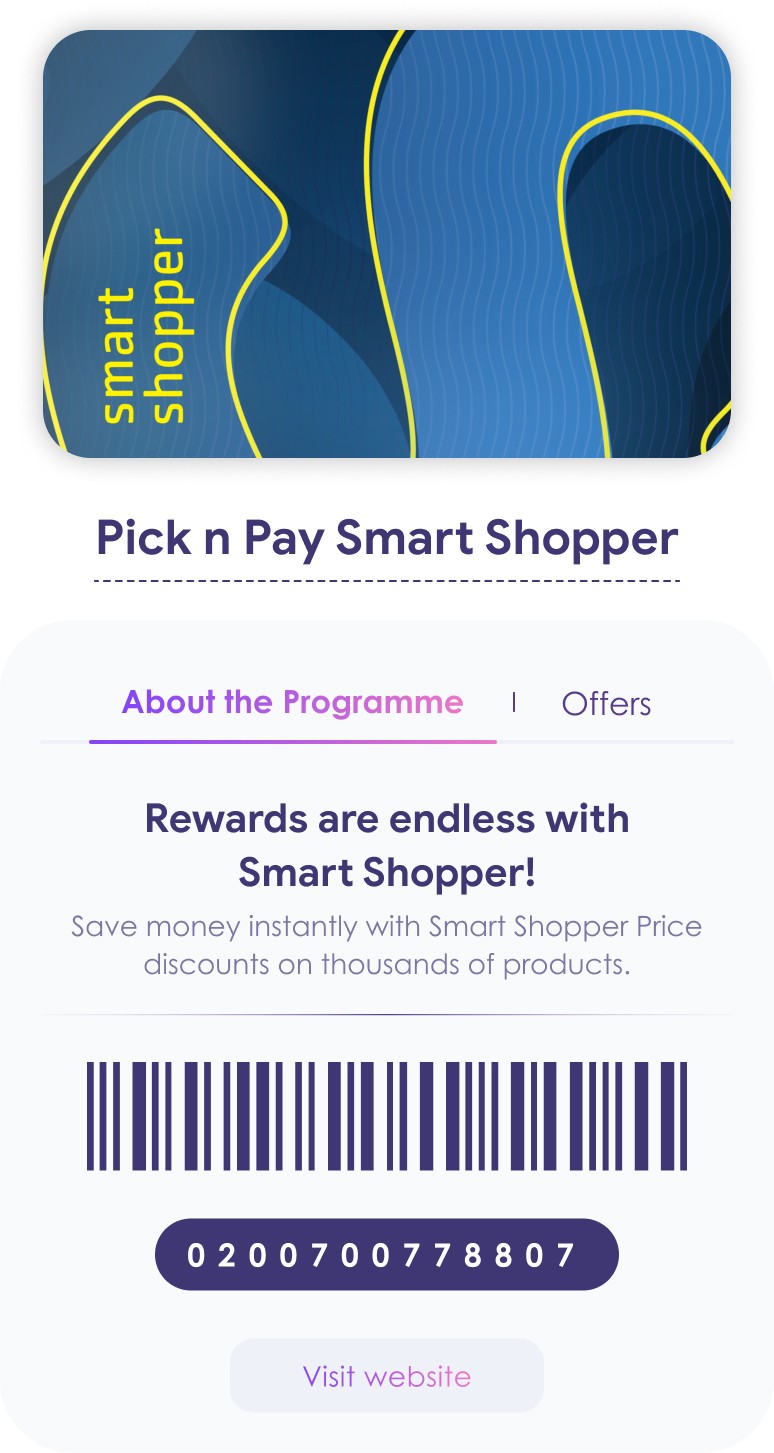 smart
shopper
Pick n Pay Smart Shopper
About the Programme | Offers
Rewards are endless with
Smart Shopper!
Save money instantly with Smart Shopper Price
discounts on thousands of products.
0200700778807
Visit website